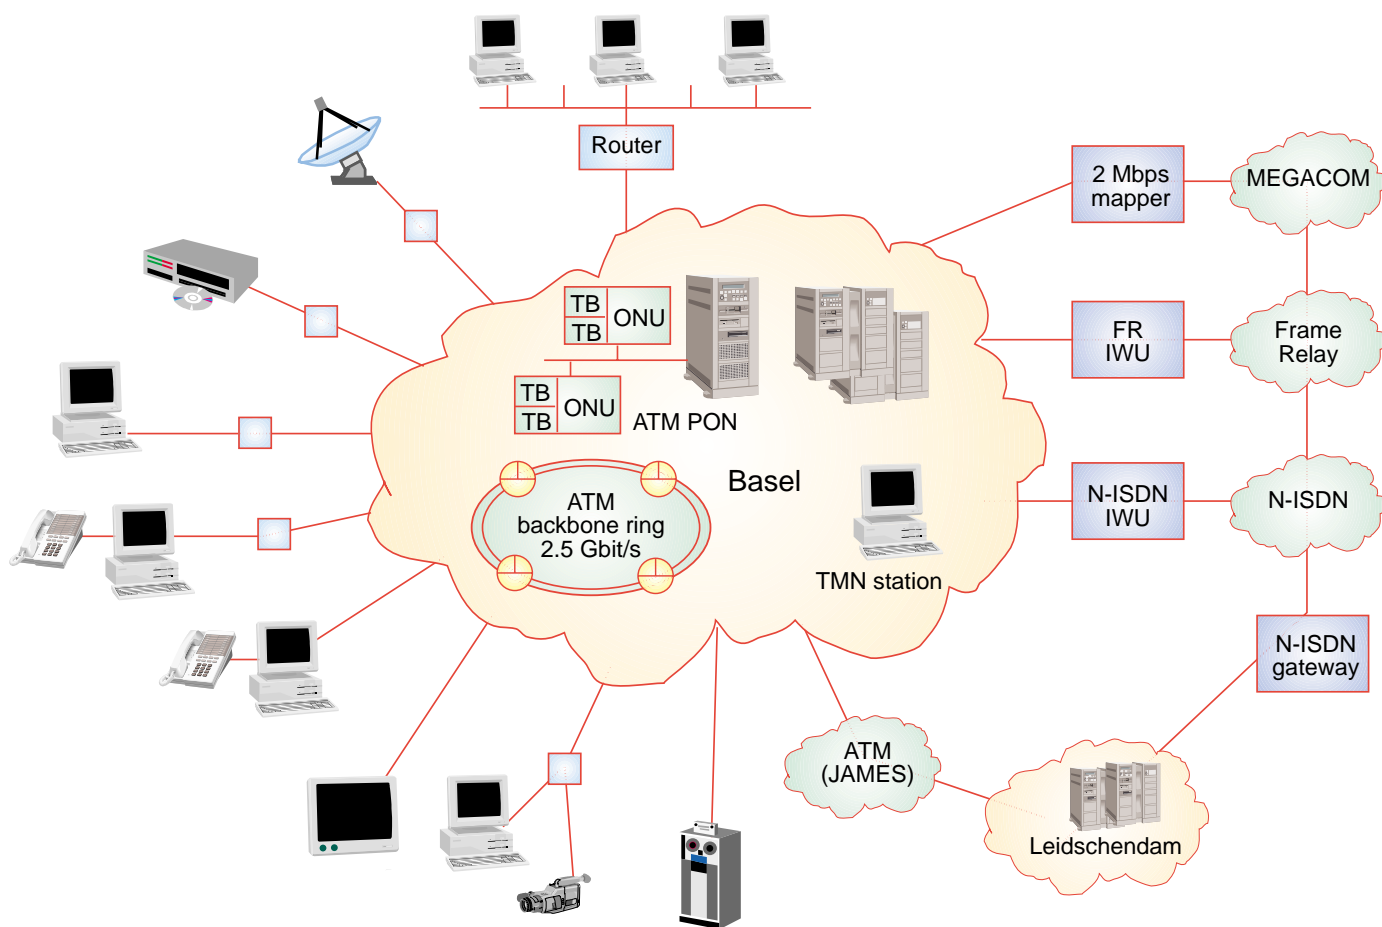 Router
2 Mbps
mapper
MEGACOM
TB
TB
ONU
FR
IWU
Frame
Relay
TB
TB
ONU
ATM PON
Basel
ATM
backbone ring
2.5 Gbit/s
N-ISDN
IWU
N-ISDN
TMN station
N-ISDN
gateway
ATM
(JAMES)
Leidschendam